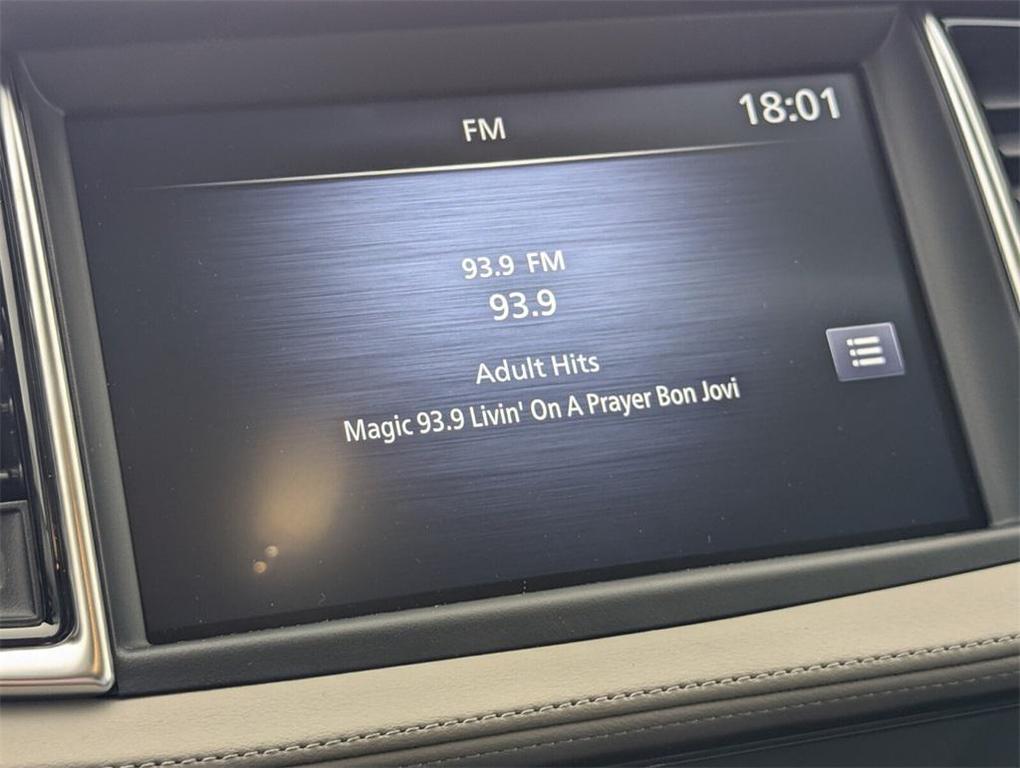 FM
18:01
93.9 FM
93.9
Adult Hits
Magic 93.9 Livin' On A Prayer Bon Jovi